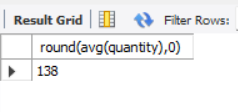 Result Grid Filter Rows:
round(avg(quantity),0)
138